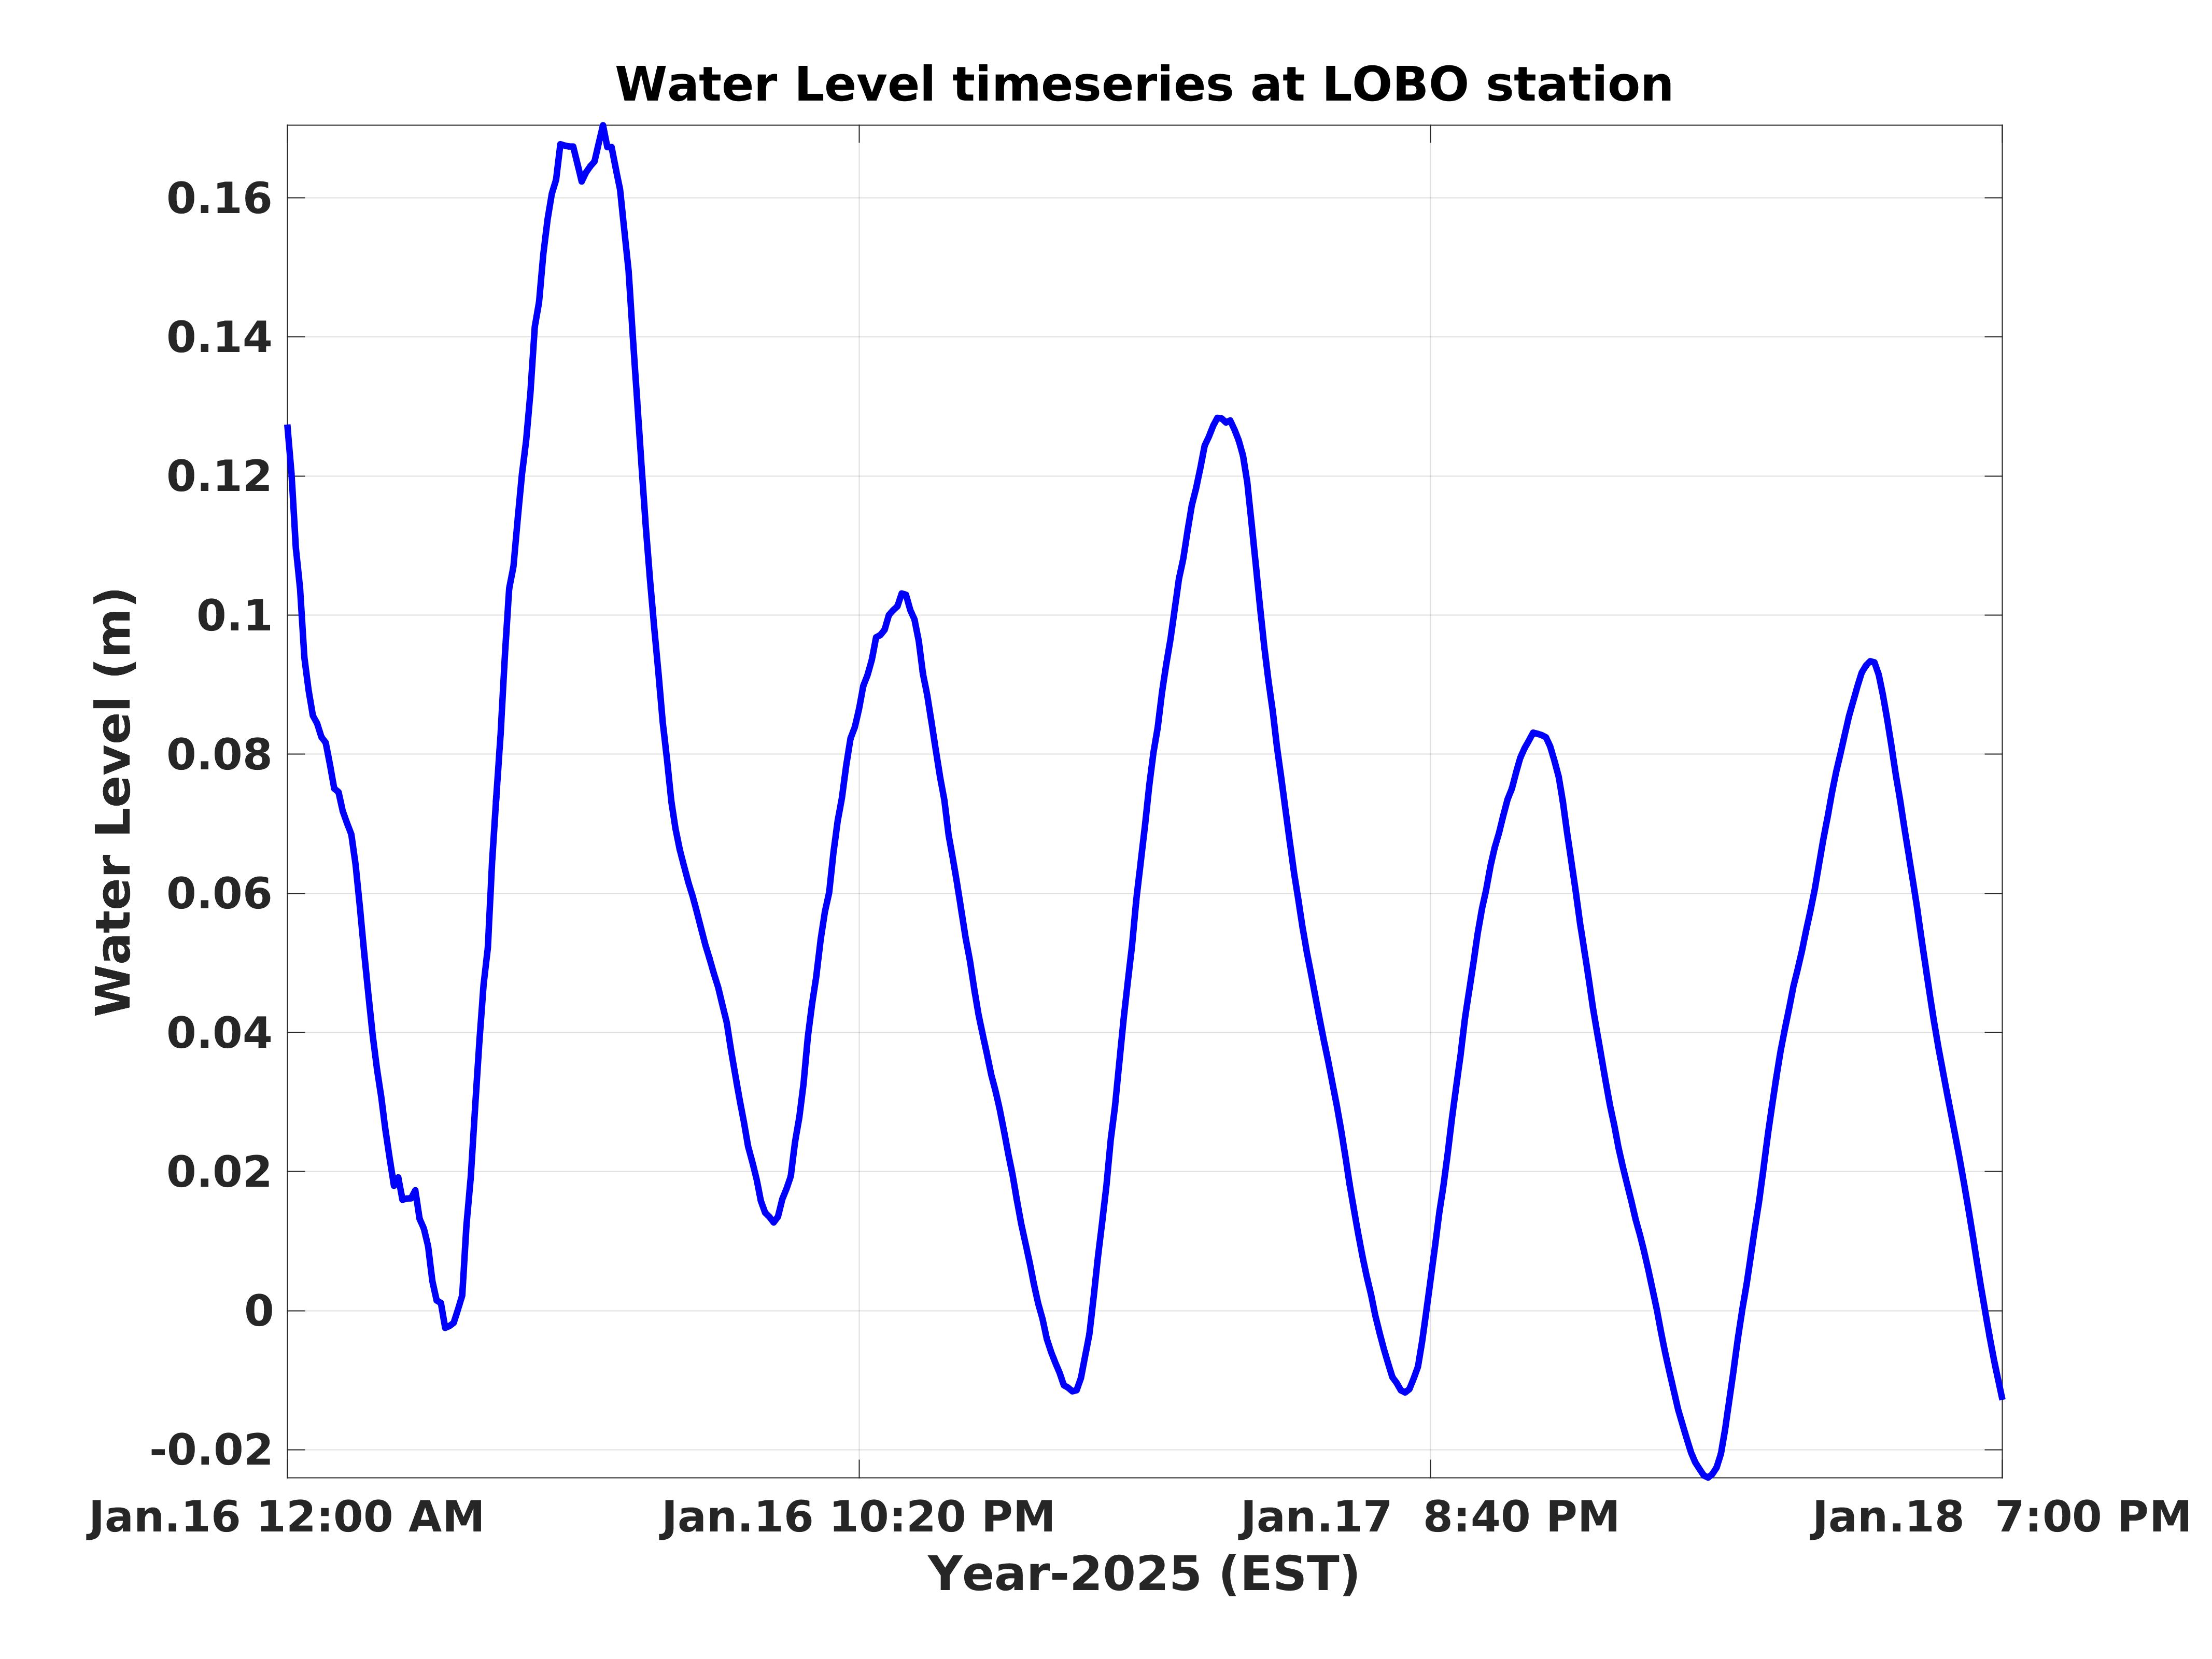 Water Level timeseries at LOBO station
0.16
0.14
0.12
0.1
0.08
0.06
0.04
0.02
0
-0.02
Water Level (m)
Jan.16 12:00 AM
Jan.16 10:20 PM
Jan.17  8:40 PM
Jan.18  7:00 PM
Year-2025 (EST)